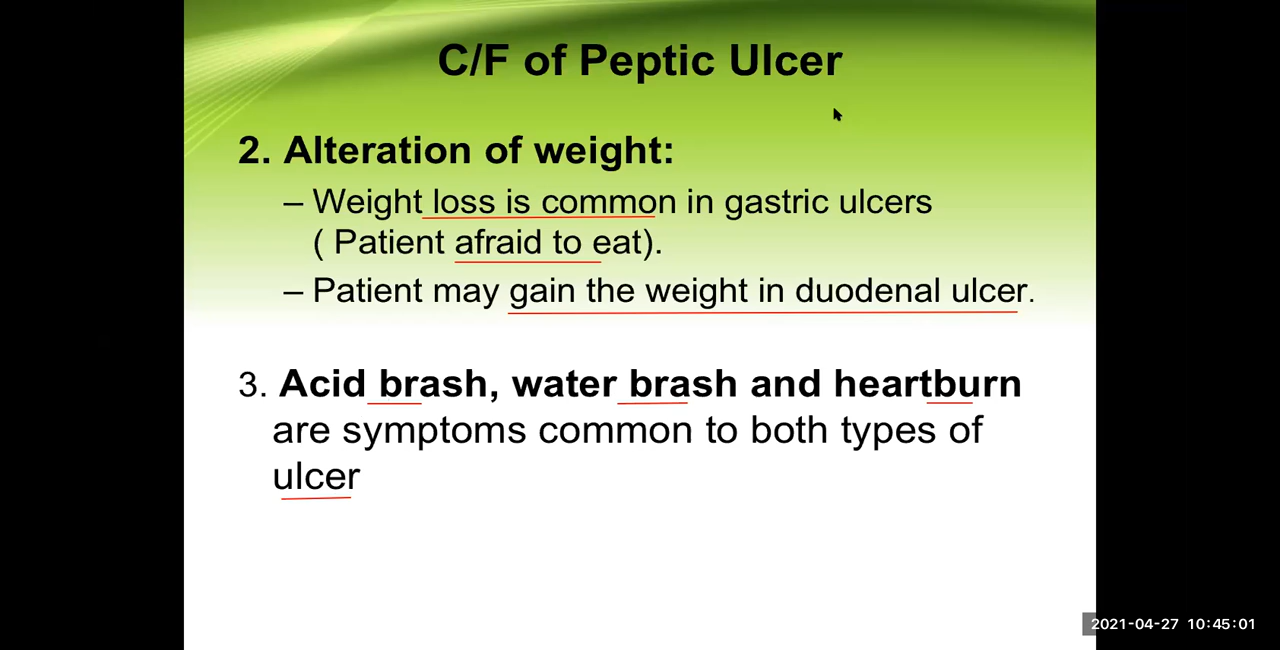 C/F of Peptic Ulcer
2. Alteration of weight:
– Weight loss is common in gastric ulcers
( Patient afraid to eat).
– Patient may gain the weight in duodenal ulcer.
3. Acid brash, water brash and heartburn
are symptoms common to both types of
ulcer
2021-04-27 10:45:01